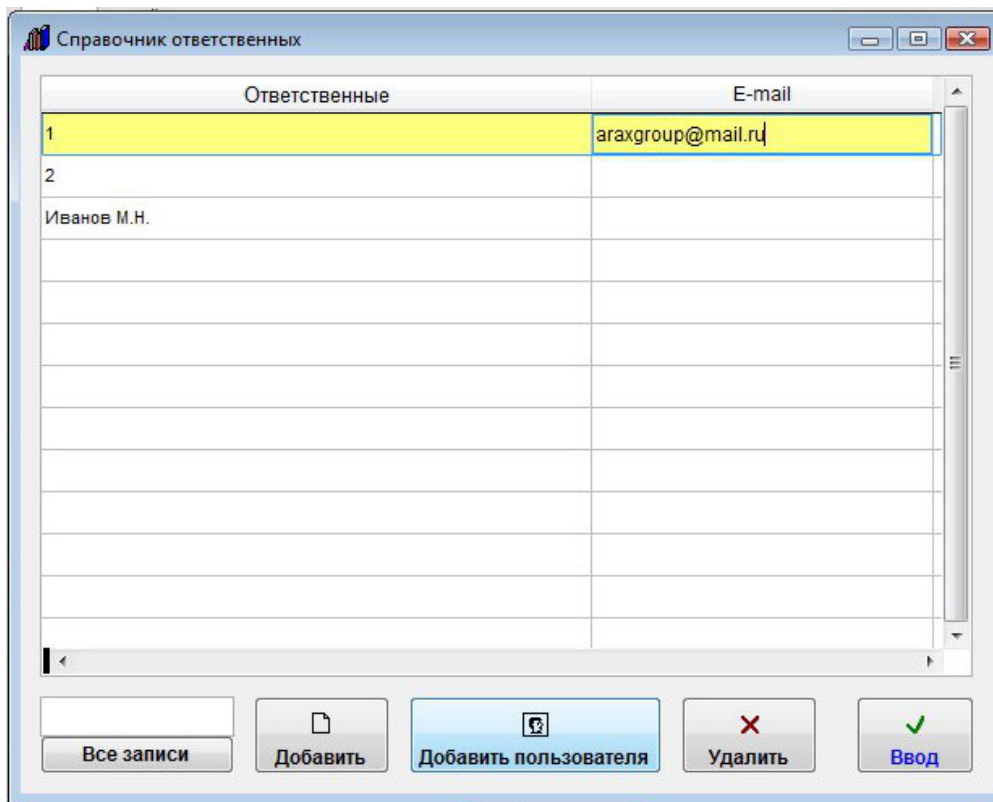 Справочник ответственных
Ответственные E-mail
1 araxgroup@mail.ru
2
Иванов М.Н.
Все записи Добавить Добавить пользователя Удалить Ввод